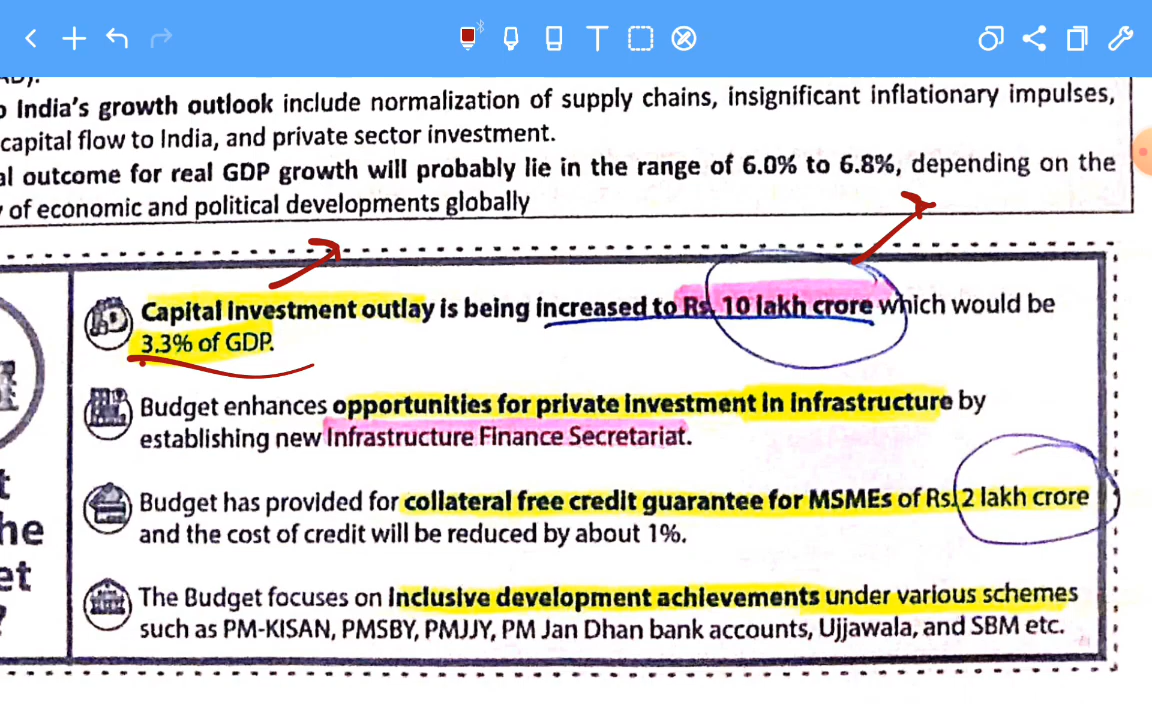 India's growth outlook include normalization of supply chains, insignificant inflationary impulses,
capital flow to India, and private sector investment.
outcome for real GDP growth will probably lie in the range of 6.0% to 6.8%, depending on the
of economic and political developments globally
Capital Investment outlay is being increased to Rs. 10 lakh crore which would be
3.3% of GDP.
Budget enhances opportunities for private investment in infrastructure by
establishing new Infrastructure Finance Secretariat.
Budget has provided for collateral free credit guarantee for MSMEs of Rs. 2 lakh crore
and the cost of credit will be reduced by about 1%.
The Budget focuses on inclusive development achievements under various schemes
such as PM-KISAN, PMSBY, PMJJY, PM Jan Dhan bank accounts, Ujjawala, and SBM etc.